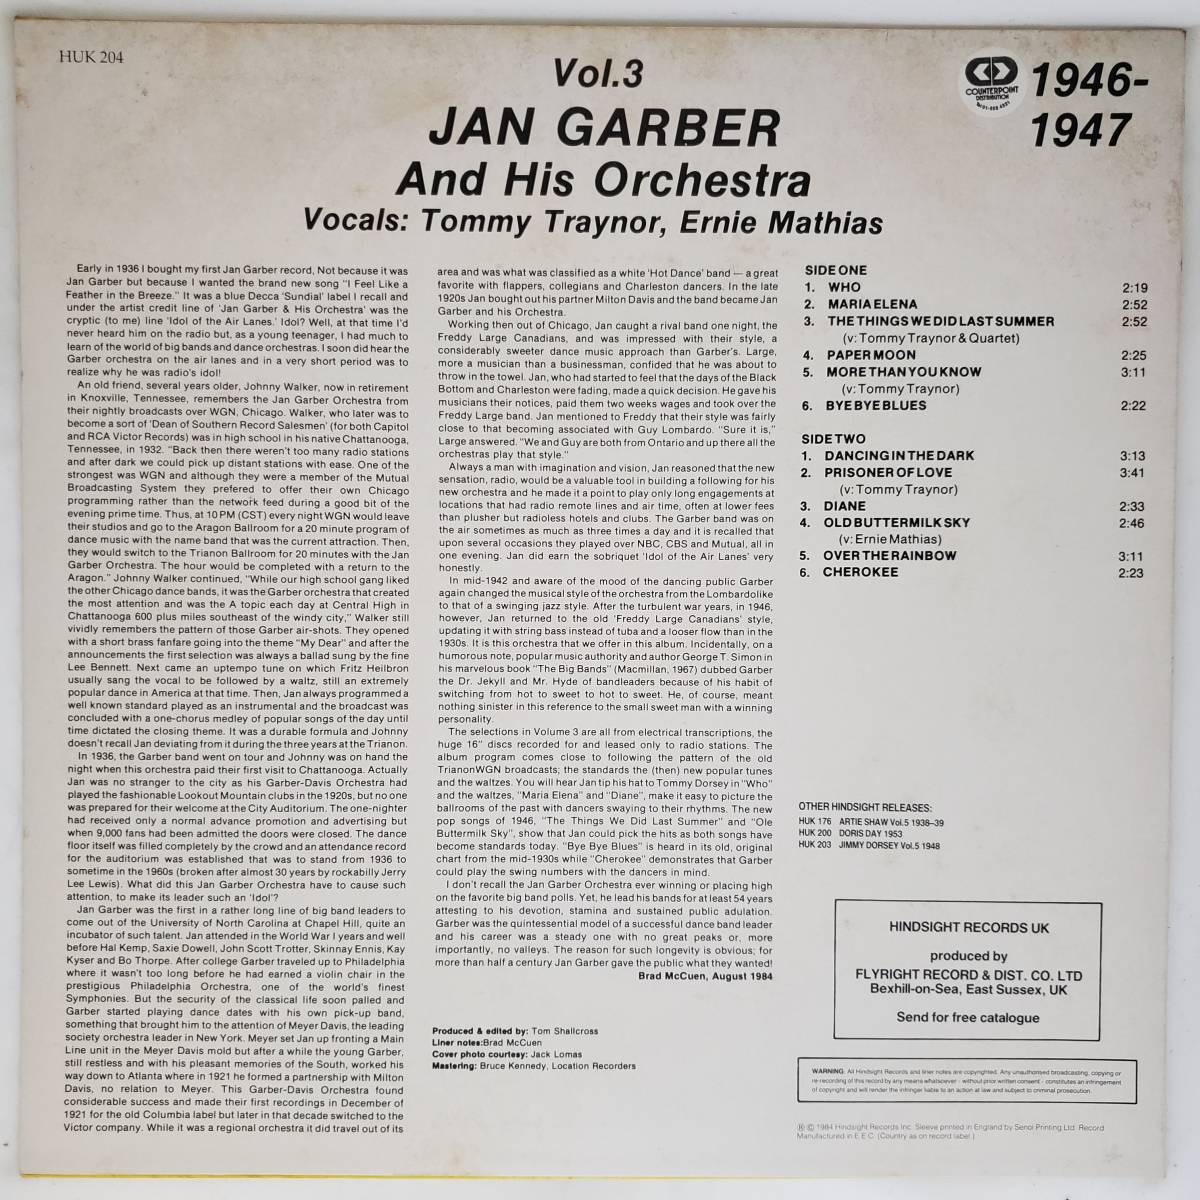 HUK 204
Vol.3
JAN GARBER
And His Orchestra
Vocals: Tommy Traynor, Ernie Mathias
COUNTERPOINT
DISTRIBUTION
1946-
1947
Early in 1936 I bought my first Jan Garber record, Not because it was
Jan Garber but because I wanted the brand new song "I Feel Like a
Feather in the Breeze." It was a blue Decca 'Sundial' label I recall and
under the artist credit line of 'Jan Garber & His Orchestra' was the
cryptic (to me) line 'Idol of the Air Lanes.' Idol? Well, at that time I'd
never heard him on the radio but, as a young teenager, I had much to
learn of the world of big bands and dance orchestras. I soon did hear the
Garber orchestra on the air lanes and in a very short period was to
realize why he was radio's idol!
An old friend, several years older, Johnny Walker, now in retirement
in Knoxville, Tennessee, remembers the Jan Garber Orchestra from
their nightly broadcasts over WGN, Chicago. Walker, who later was to
become a sort of 'Dean of Southern Record Salesmen' (for both Capitol
and RCA Victor Records) was in high school in his native Chattanooga,
Tennessee, in 1932. "Back then there weren't too many radio stations
and after dark we could pick up distant stations with ease. One of the
strongest was WGN and although they were a member of the Mutual
Broadcasting System they prefered to offer their own Chicago
programming rather than the network feed during a good bit of the
evening prime time. Thus, at 10 PM (CST) every night WGN would leave
their studios and go to the Aragon Ballroom for a 20 minute program of
dance music with the name band that was the current attraction. Then,
they would switch to the Trianon Ballroom for 20 minutes with the Jan
Garber Orchestra. The hour would be completed with a return to the
Aragon." Johnny Walker continued, "While our high school gang liked
the other Chicago dance bands, it was the Garber orchestra that created
the most attention and was the A topic each day at Central High in
Chattanooga 600 plus miles southeast of the windy city," Walker still
vividly remembers the pattern of those Garber air-shots. They opened
with a short brass fanfare going into the theme "My Dear" and after the
announcements the first selection was always a ballad sung by the fine
Lee Bennett. Next came an uptempo tune on which Fritz Heilbron
usually sang the vocal to be followed by a waltz, still an extremely
popular dance in America at that time. Then, Jan always programmed a
well known standard played as an instrumental and the broadcast was
concluded with a one-chorus medley of popular songs of the day until
time dictated the closing theme. It was a durable formula and Johnny
doesn't recall Jan deviating from it during the three years at the Trianon.
In 1936, the Garber band went on tour and Johnny was on hand the
night when this orchestra paid their first visit to Chattanooga. Actually
Jan was no stranger to the city as his Garber-Davis Orchestra had
played the fashionable Lookout Mountain clubs in the 1920s, but no one
was prepared for their welcome at the City Auditorium. The one-nighter
had received only a normal advance promotion and advertising but
when 9,000 fans had been admitted the doors were closed. The dance
floor itself was filled completely by the crowd and an attendance record
for the auditorium was established that was to stand from 1936 to
sometime in the 1960s (broken after almost 30 years by rockabilly Jerry
Lee Lewis). What did this Jan Garber Orchestra have to cause such
attention, to make its leader such an 'Idol'?
Jan Garber was the first in a rather long line of big band leaders to
come out of the University of North Carolina at Chapel Hill, quite an
incubator of such talent. Jan attended in the World War I years and well
before Hal Kemp, Saxie Dowell, John Scott Trotter, Skinnay Ennis, Kay
Kyser and Bo Thorpe. After college Garber traveled up to Philadelphia
where it wasn't too long before he had earned a violin chair in the
prestigious Philadelphia Orchestra, one of the world's finest
Symphonies. But the security of the classical life soon palled and
Garber started playing dance dates with his own pick-up band,
something that brought him to the attention of Meyer Davis, the leading
society orchestra leader in New York. Meyer set Jan up fronting a Main
Line unit in the Meyer Davis mold but after a while the young Garber,
still restless and with his pleasant memories of the South, worked his
way down to Atlanta where in 1921 he formed a partnership with Milton
Davis, no relation to Meyer. This Garber-Davis Orchestra found
considerable success and made their first recordings in December of
1921 for the old Columbia label but later in that decade switched to the
Victor company. While it was a regional orchestra it did travel out of its
area and was what was classified as a white 'Hot Dance' band — a great
favorite with flappers, collegians and Charleston dancers. In the late
1920s Jan bought out his partner Milton Davis and the band became Jan
Garber and his Orchestra.
Working then out of Chicago, Jan caught a rival band one night, the
Freddy Large Canadians, and was impressed with their style, a
considerably sweeter dance music approach than Garber's. Large,
more a musician than a businessman, confided that he was about to
throw in the towel. Jan, who had started to feel that the days of the Black
Bottom and Charleston were fading, made a quick decision. He gave his
musicians their notices, paid them two weeks wages and took over the
Freddy Large band. Jan mentioned to Freddy that their style was fairly
close to that becoming associated with Guy Lombardo. "Sure it is,"
Large answered. "We and Guy are both from Ontario and up there all the
orchestras play that style."
Always a man with imagination and vision, Jan reasoned that the new
sensation, radio, would be a valuable tool in building a following for his
new orchestra and he made it a point to play only long engagements at
locations that had radio remote lines and air time, often at lower fees
than plusher but radioless hotels and clubs. The Garber band was on
the air sometimes as much as three times a day and it is recalled that
upon several occasions they played over NBC, CBS and Mutual, all in
one evening. Jan did earn the sobriquet 'Idol of the Air Lanes' very
honestly.
In mid-1942 and aware of the mood of the dancing public Garber
again changed the musical style of the orchestra from the Lombardolike
to that of a swinging jazz style. After the turbulent war years, in 1946,
however, Jan returned to the old 'Freddy Large Canadians' style,
updating it with string bass instead of tuba and a looser flow than in the
1930s. It is this orchestra that we offer in this album. Incidentally, on a
humorous note, popular music authority and author George T. Simon in
his marvelous book "The Big Bands" (Macmillan, 1967) dubbed Garber
the Dr. Jekyll and Mr. Hyde of bandleaders because of his habit of
switching from hot to sweet to hot to sweet. He, of course, meant
nothing sinister in this reference to the small sweet man with a winning
personality.
The selections in Volume 3 are all from electrical transcriptions, the
huge 16" discs recorded for and leased only to radio stations. The
album program comes close to following the pattern of the old
TrianonWGN broadcasts; the standards the (then) new popular tunes
and the waltzes. You will hear Jan tip his hat to Tommy Dorsey in "Who"
and the waltzes, "Maria Elena" and "Diane", make it easy to picture the
ballrooms of the past with dancers swaying to their rhythms. The new
pop songs of 1946, "The Things We Did Last Summer" and "Ole
Buttermilk Sky", show that Jan could pick the hits as both songs have
become standards today. "Bye Bye Blues" is heard in its old, original
chart from the mid-1930s while "Cherokee" demonstrates that Garber
could play the swing numbers with the dancers in mind.
I don't recall the Jan Garber Orchestra ever winning or placing high
on the favorite big band polls. Yet, he lead his bands for at least 54 years
attesting to his devotion, stamina and sustained public adulation.
Garber was the quintessential model of a successful dance band leader
and his career was a steady one with no great peaks or, more
importantly, no valleys. The reason for such longevity is obvious; for
more than half a century Jan Garber gave the public what they wanted!
Brad McCuen, August 1984
Produced & edited by: Tom Shallcross
Liner notes: Brad McCuen
Cover photo courtesy: Jack Lomas
Mastering: Bruce Kennedy, Location Recorders
SIDE ONE
1. WHO 2:19
2. MARIA ELENA 2:52
3. THE THINGS WE DID LAST SUMMER 2:52
(v: Tommy Traynor & Quartet)
4. PAPER MOON 2:25
5. MORE THAN YOU KNOW 3:11
(v: Tommy Traynor)
6. BYE BYE BLUES 2:22
SIDE TWO
1. DANCING IN THE DARK 3:13
2. PRISONER OF LOVE 3:41
(v: Tommy Traynor)
3. DIANE 2:33
4. OLD BUTTERMILK SKY 2:46
(v: Ernie Mathias)
5. OVER THE RAINBOW 3:11
6. CHEROKEE 2:23
OTHER HINDSIGHT RELEASES:
HUK 176 ARTIE SHAW Vol.5 1938–39
HUK 200 DORIS DAY 1953
HUK 203 JIMMY DORSEY Vol.5 1948
HINDSIGHT RECORDS UK
produced by
FLYRIGHT RECORD & DIST. CO. LTD
Bexhill-on-Sea, East Sussex, UK
Send for free catalogue
WARNING: All Hindsight Records and liner notes are copyrighted. Any unauthorised broadcasting, copying or
re-recording of this record by any means whatsoever - without prior written consent - constitutes an infringement
of copyright and will render the infringer liable to an action at law and subject to criminal prosecution.
℗ © 1984 Hindsight Records Inc. Sleeve printed in England by Senol Printing Ltd. Record
Manufactured in E.E.C. (Country as on record label.)